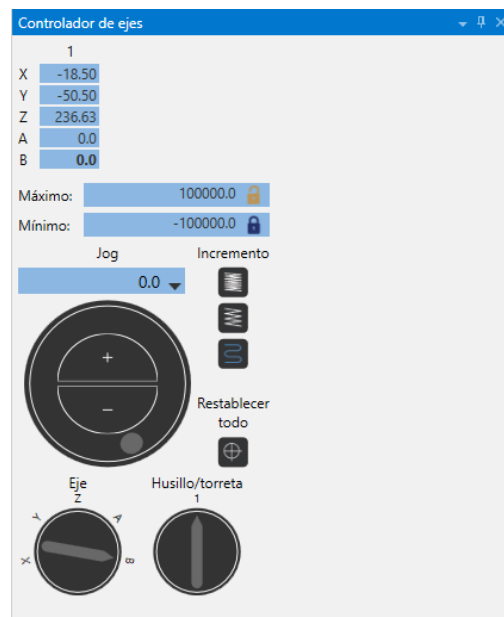 Controlador de ejes
1
X -18.50
Y -50.50
Z 236.63
A 0.0
B 0.0
Máximo: 100000.0
Mínimo: -100000.0
Jog Incremento
0.0
+
−
Restablecer
todo
Eje Husillo/torreta
Z 1
Y A
X B